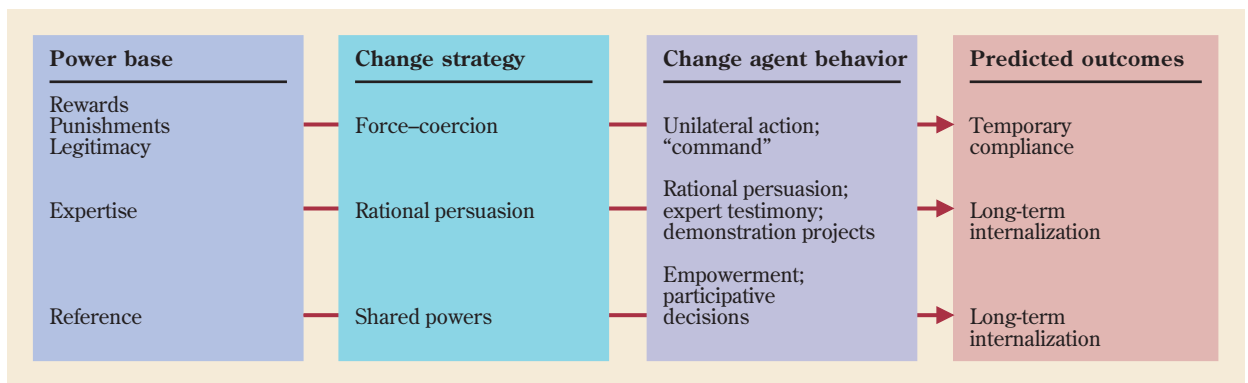 Power base
Rewards
Punishments
Legitimacy
Expertise
Reference
Change strategy
Force–coercion
Rational persuasion
Shared powers
Change agent behavior
Unilateral action;
“command”
Rational persuasion;
expert testimony;
demonstration projects
Empowerment;
participative
decisions
Predicted outcomes
Temporary
compliance
Long-term
internalization
Long-term
internalization